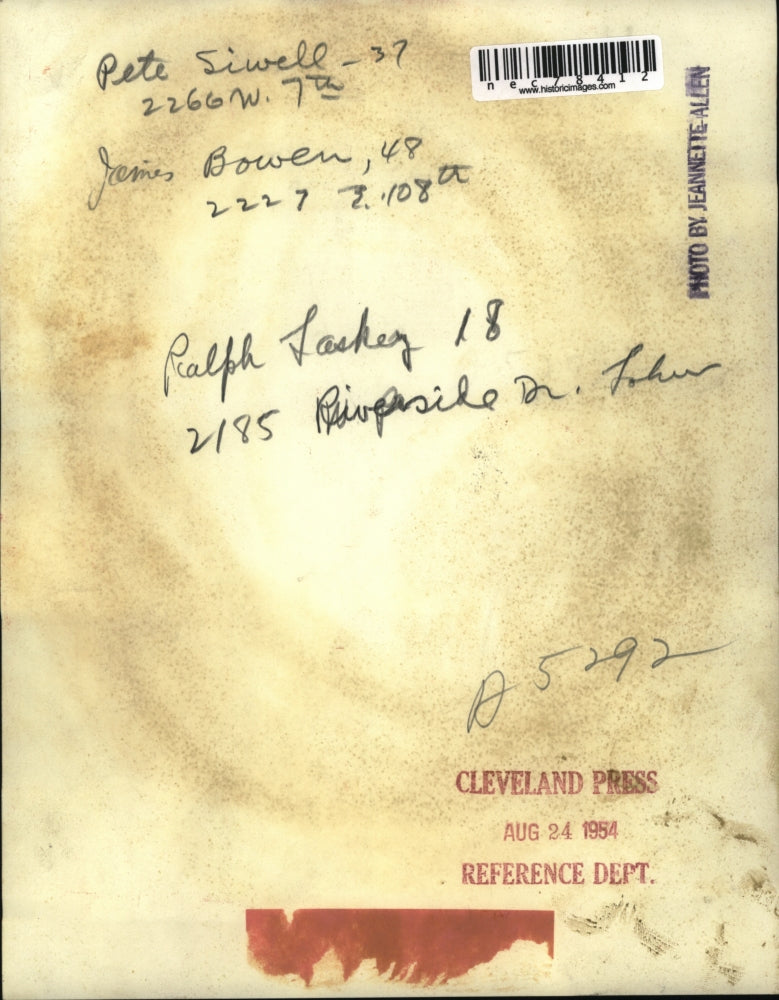 Pete Siwell - 37
2266 W. 7th
James Bowen, 48
2227 E. 108th
Ralph Laskey 18
2185 Riverside Dr.
A 5292
nec78412
www.historicimages.com
PHOTO BY JEANNETTE ALLEN
CLEVELAND PRESS
AUG 24 1954
REFERENCE DEPT.